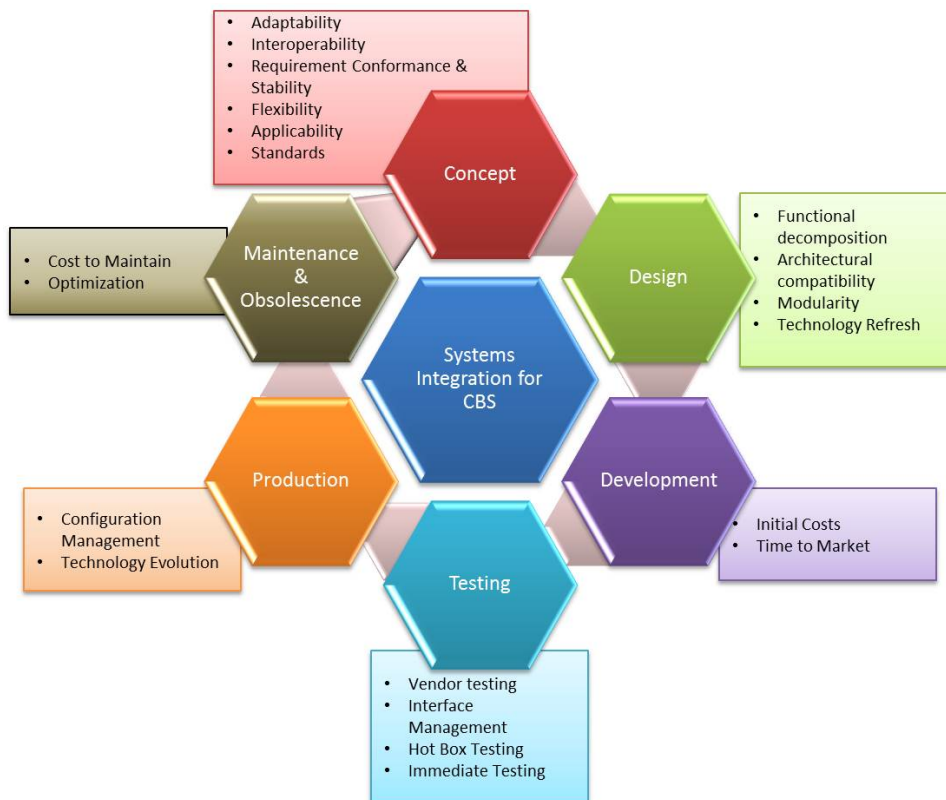 • Adaptability
• Interoperability
• Requirement Conformance &
Stability
• Flexibility
• Applicability
• Standards
Concept
• Functional
decomposition
• Architectural
compatibility
• Modularity
• Technology Refresh
Design
Maintenance
&
Obsolescence
• Cost to Maintain
• Optimization
Systems
Integration for
CBS
Production
• Configuration
Management
• Technology Evolution
Development
• Initial Costs
• Time to Market
Testing
• Vendor testing
• Interface
Management
• Hot Box Testing
• Immediate Testing